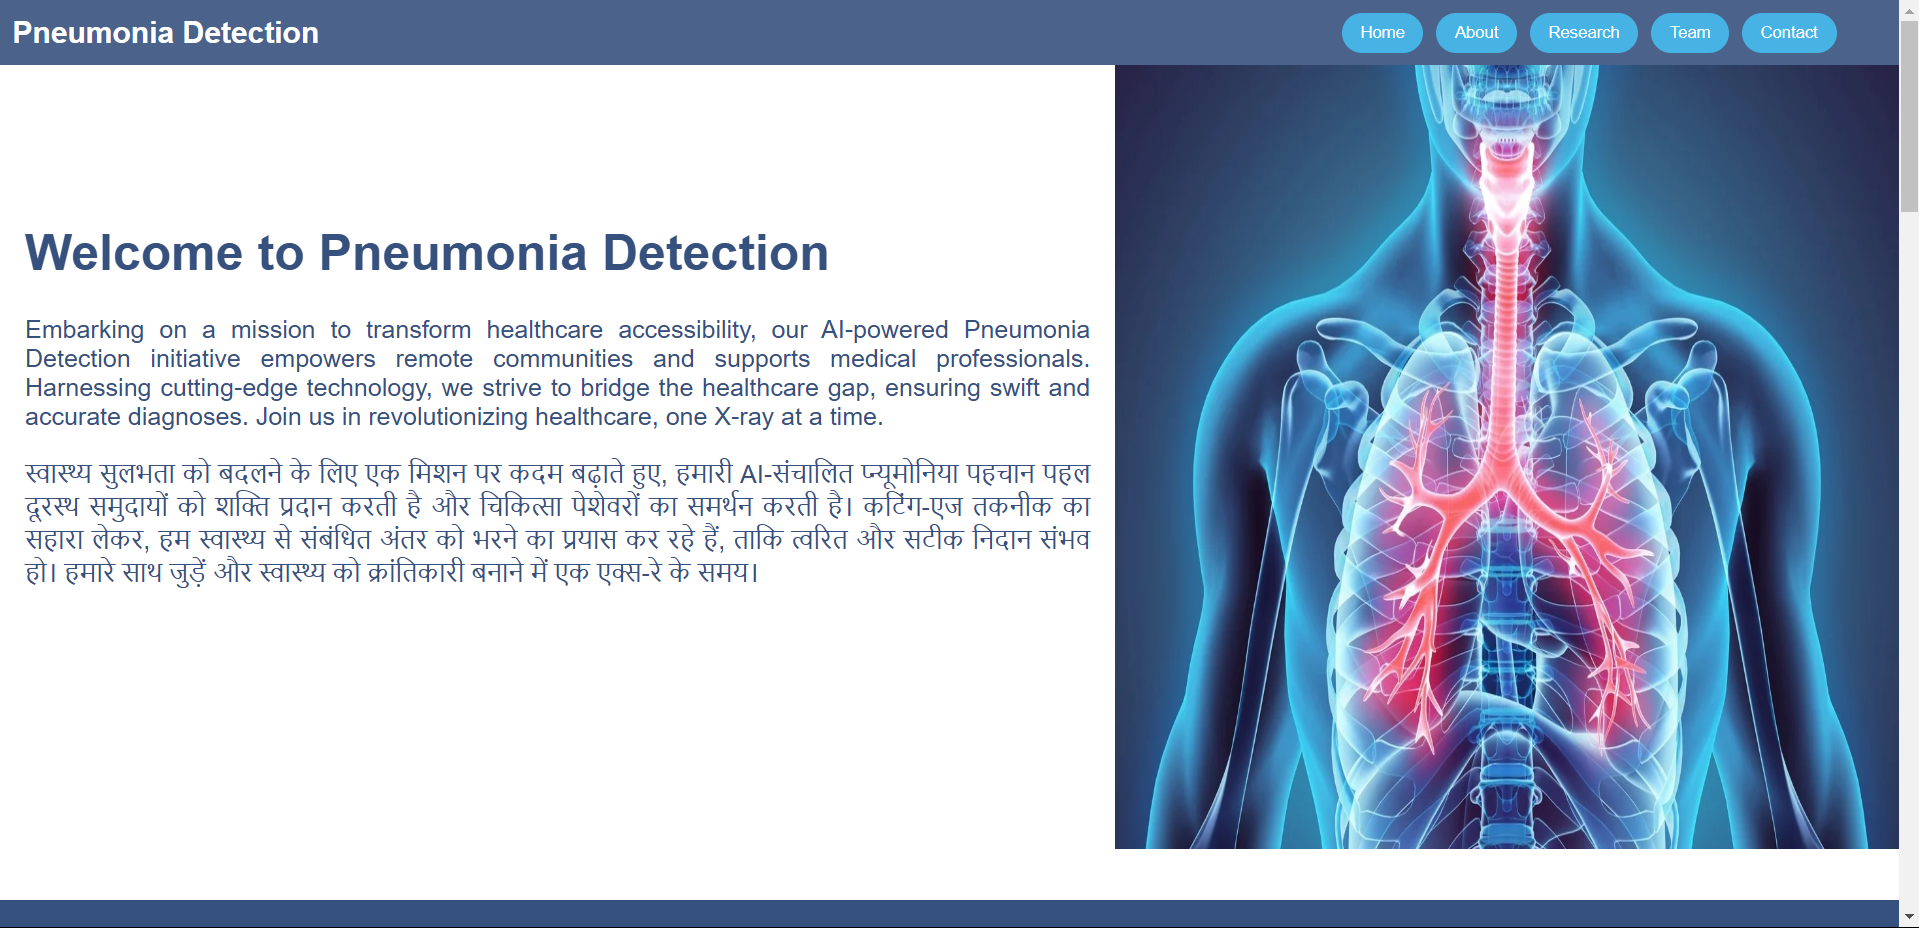 Pneumonia Detection
Home About Research Team Contact
Welcome to Pneumonia Detection
Embarking on a mission to transform healthcare accessibility, our AI-powered Pneumonia
Detection initiative empowers remote communities and supports medical professionals.
Harnessing cutting-edge technology, we strive to bridge the healthcare gap, ensuring swift and
accurate diagnoses. Join us in revolutionizing healthcare, one X-ray at a time.
स्वास्थ्य सुलभता को बदलने के लिए एक मिशन पर कदम बढ़ाते हुए, हमारी AI-संचालित प्न्यूमोनिया पहचान पहल
दूरस्थ समुदायों को शक्ति प्रदान करती है और चिकित्सा पेशेवरों का समर्थन करती है। कटिंग-एज तकनीक का
सहारा लेकर, हम स्वास्थ्य से संबंधित अंतर को भरने का प्रयास कर रहे हैं, ताकि त्वरित और सटीक निदान संभव
हो। हमारे साथ जुड़ें और स्वास्थ्य को क्रांतिकारी बनाने में एक एक्स-रे के समय।